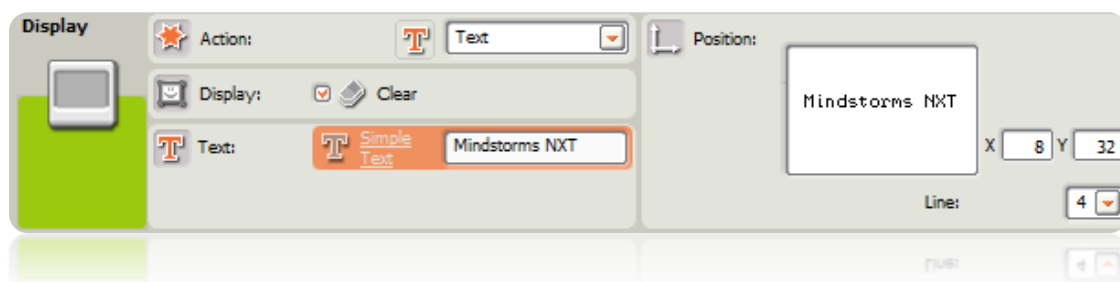 Display
Action: T Text
Position:
Display: Clear
Mindstorms NXT
Text: T Simple Text Mindstorms NXT
X 8 Y 32
Line: 4